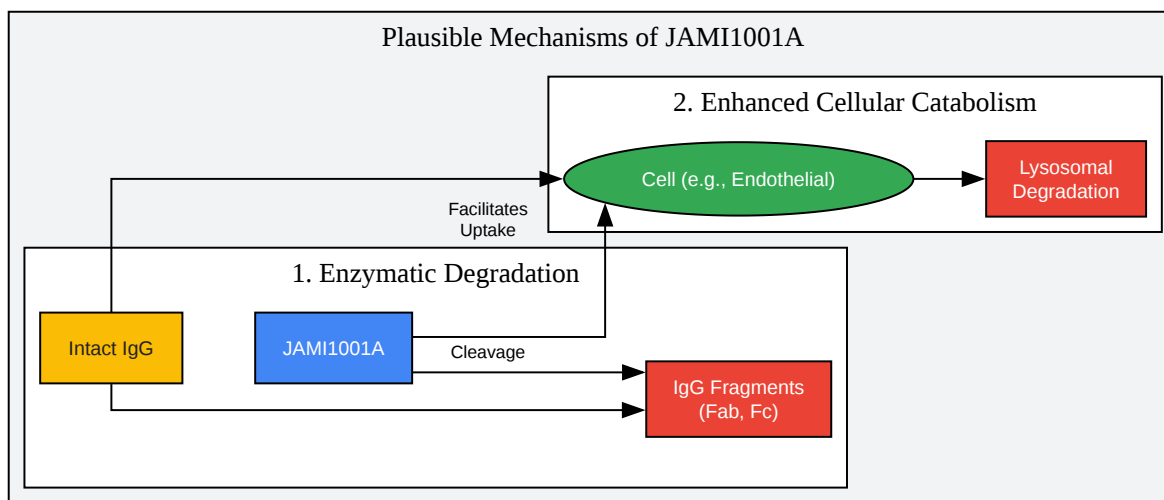 Plausible Mechanisms of JAMI1001A
2. Enhanced Cellular Catabolism
Cell (e.g., Endothelial)
Lysosomal
Degradation
Facilitates
Uptake
1. Enzymatic Degradation
Intact IgG
JAMI1001A
Cleavage
IgG Fragments
(Fab, Fc)